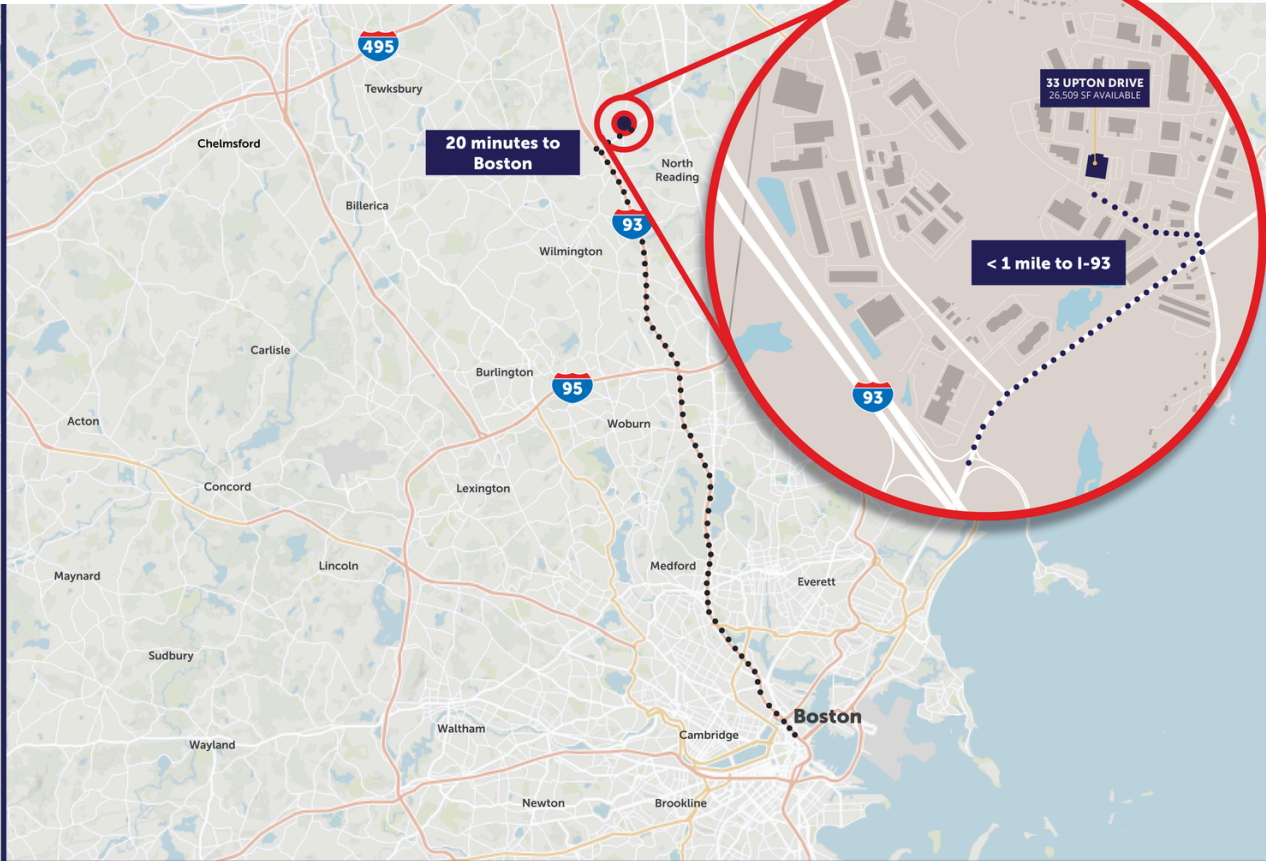 495
Tewksbury
33 UPTON DRIVE
26,509 SF AVAILABLE
Chelmsford
20 minutes to
Boston
North
Reading
Billerica
93
Wilmington
< 1 mile to I-93
Carlisle
Burlington
95
93
Acton
Woburn
Concord
Lexington
Lincoln
Medford
Everett
Maynard
Sudbury
Boston
Waltham
Cambridge
Wayland
Newton
Brookline